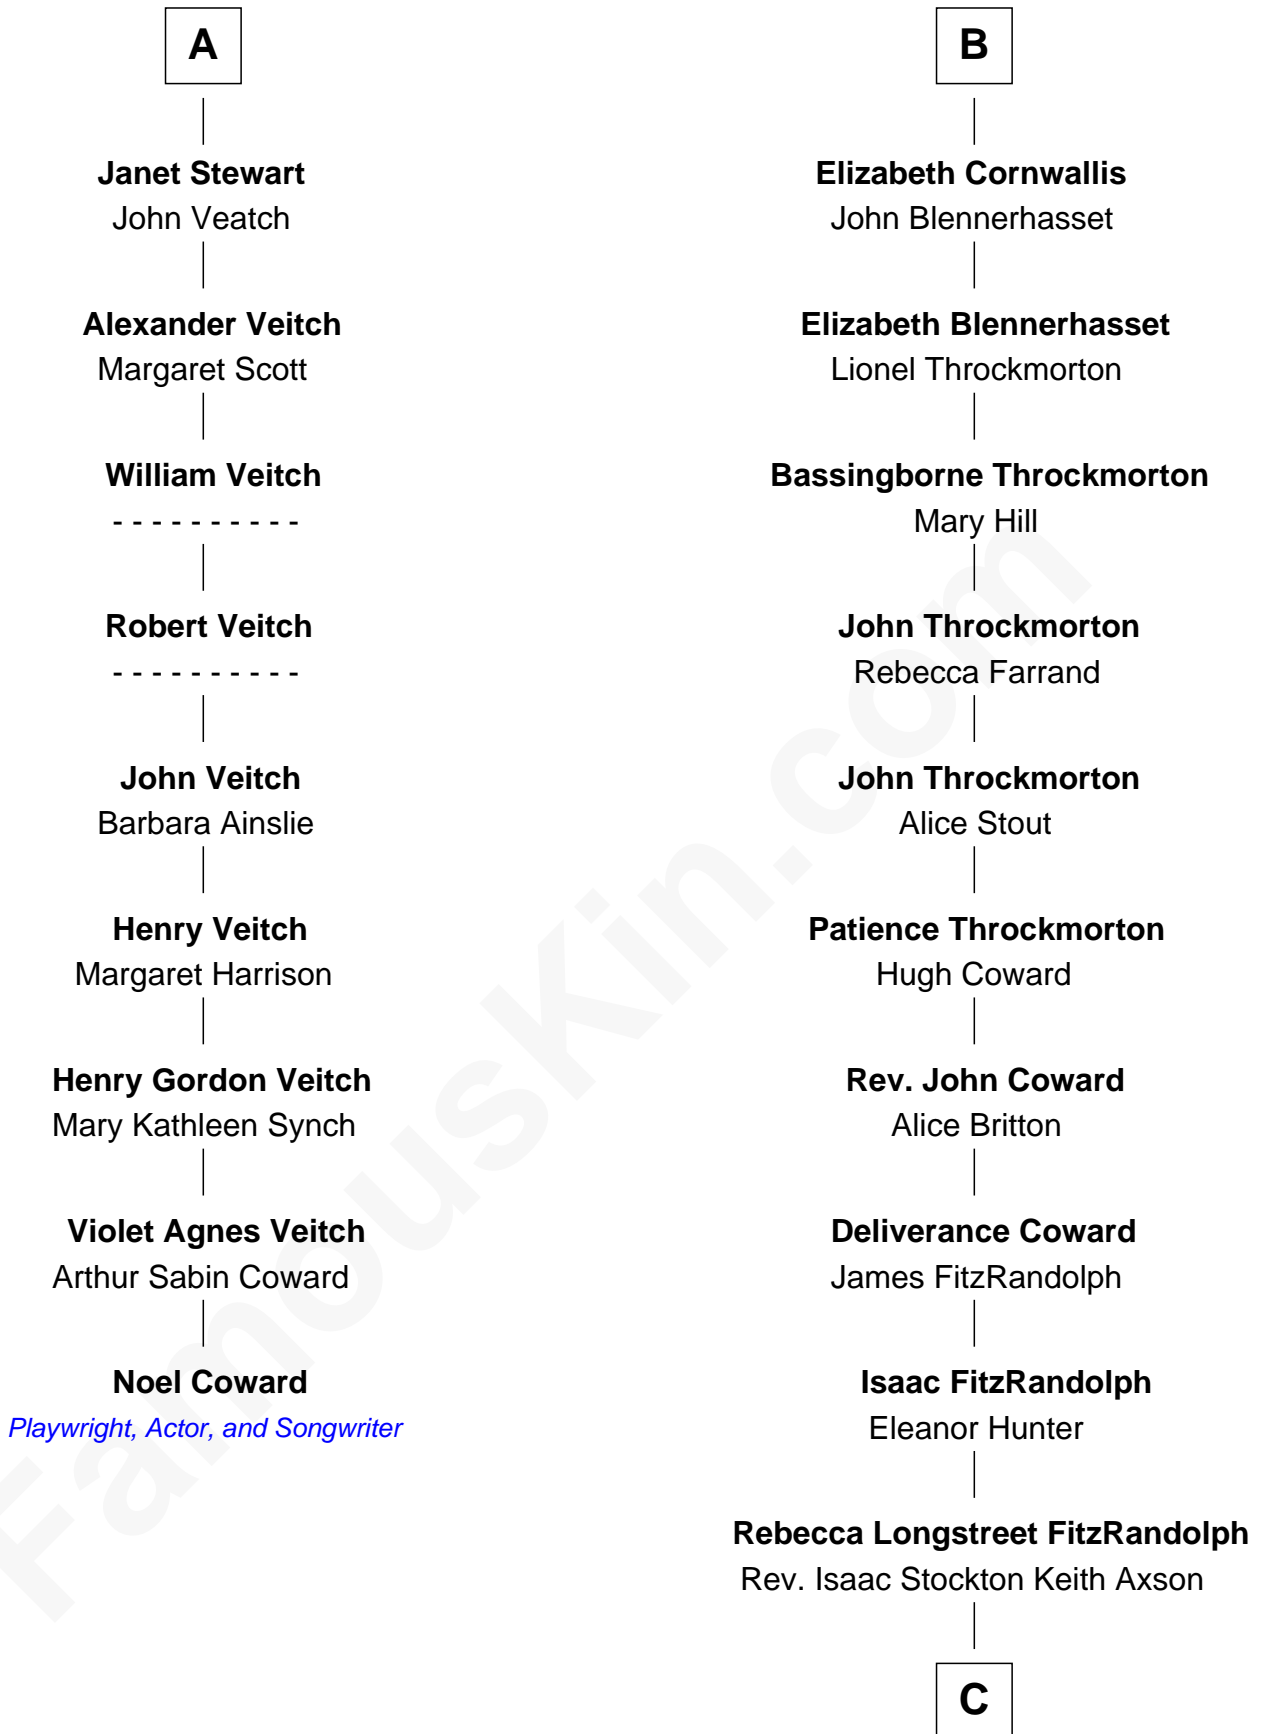 A
Janet Stewart
John Veatch
Alexander Veitch
Margaret Scott
William Veitch
- - - - - - - - - -
Robert Veitch
- - - - - - - - - -
John Veitch
Barbara Ainslie
Henry Veitch
Margaret Harrison
Henry Gordon Veitch
Mary Kathleen Synch
Violet Agnes Veitch
Arthur Sabin Coward
Noel Coward
Playwright, Actor, and Songwriter
B
Elizabeth Cornwallis
John Blennerhasset
Elizabeth Blennerhasset
Lionel Throckmorton
Bassingborne Throckmorton
Mary Hill
John Throckmorton
Rebecca Farrand
John Throckmorton
Alice Stout
Patience Throckmorton
Hugh Coward
Rev. John Coward
Alice Britton
Deliverance Coward
James FitzRandolph
Isaac FitzRandolph
Eleanor Hunter
Rebecca Longstreet FitzRandolph
Rev. Isaac Stockton Keith Axson
C
FamousKin.com